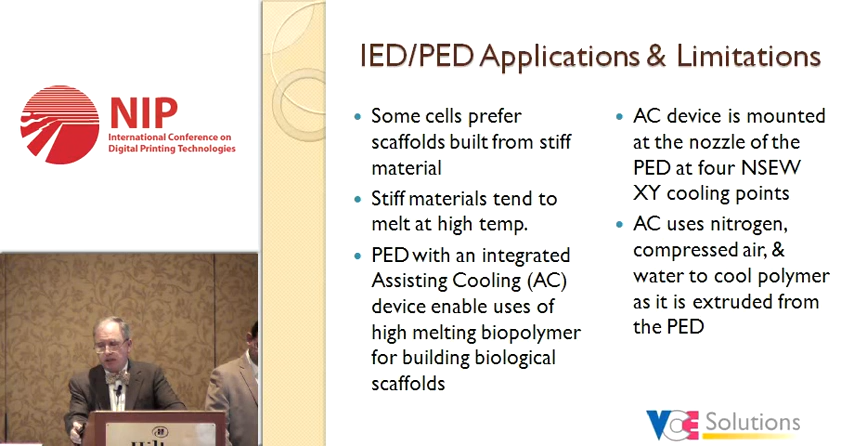 NIP
International Conference on
Digital Printing Technologies
IED/PED Applications & Limitations
• Some cells prefer
scaffolds built from stiff
material
• Stiff materials tend to
melt at high temp.
• PED with an integrated
Assisting Cooling (AC)
device enable uses of
high melting biopolymer
for building biological
scaffolds
• AC device is mounted
at the nozzle of the
PED at four NSEW
XY cooling points
• AC uses nitrogen,
compressed air, &
water to cool polymer
as it is extruded from
the PED
VCE Solutions